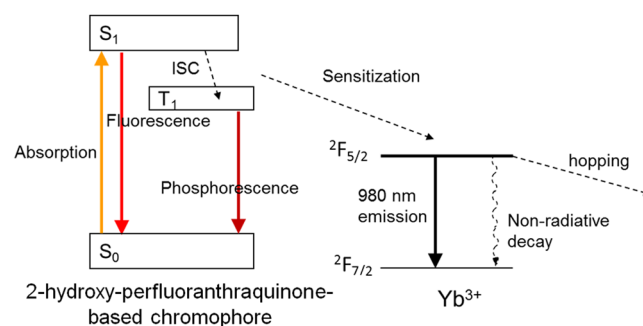 S1
ISC
T1
Fluorescence
Absorption
Phosphorescence
S0
2-hydroxy-perfluoranthraquinone-
based chromophore
Sensitization
2F5/2
hopping
980 nm
emission
Non-radiative
decay
2F7/2
Yb3+